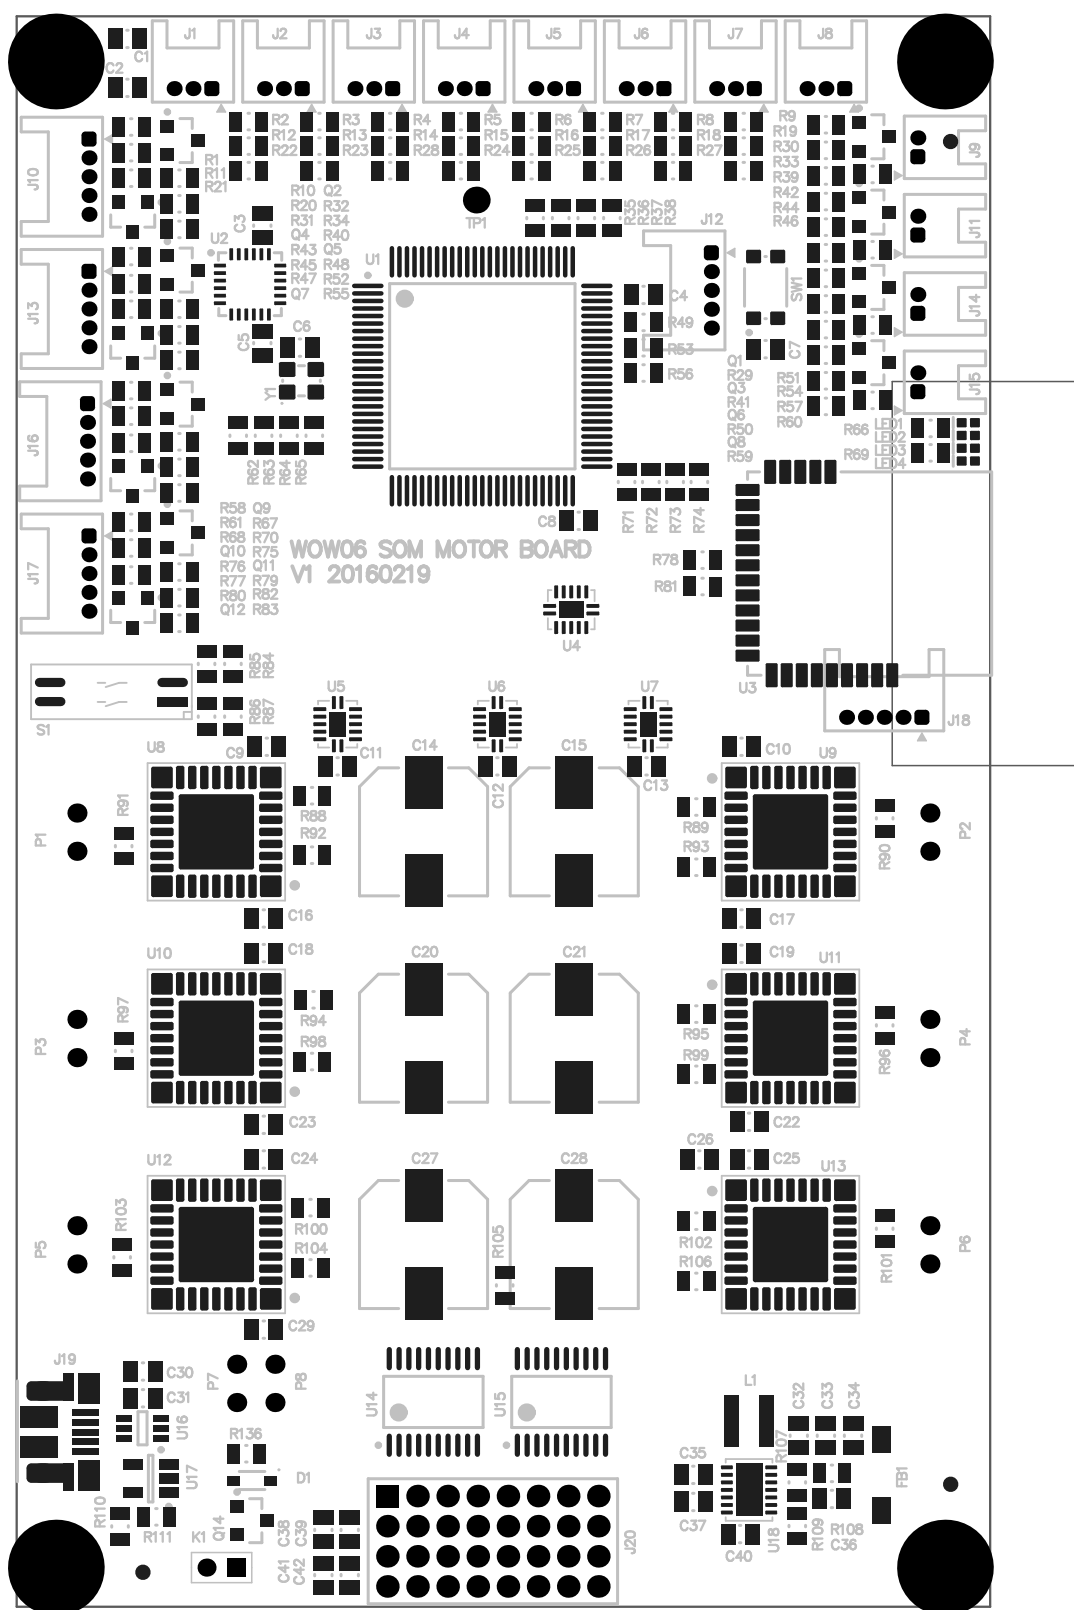 J1 J2 J3 J4 J5 J6 J7 J8
C1
C2
R2 R3 R4 R5 R6 R7 R8 R9
R12 R13 R14 R15 R16 R17 R18 R19
R22 R23 R28 R24 R25 R26 R27 R30
R33
R39
R42
R44
R46
J9
J10
R1
R11
R21
R10 Q2
R20 R32
R31 R34
Q4 R40
R43 Q5
R45 R48
R47 R52
Q7 R55
TP1
R35
R36
R37
R38
J12
J11
C3
U2
U1
J13
C4
SW1
J14
R49
C5
C6
R53
C7
R56
Y1
Q1
R29
Q3
R41
Q6
R50
Q8
R59
R51
R54
R57
R60
J15
J16
R62
R63
R64
R65
R66
LED1
LED2
LED3
LED4
R69
R71
R72
R73
R74
R58 Q9
R61 R67
R68 R70
Q10 R75
R76 Q11
R77 R79
R80 R82
Q12 R83
C8
WOW06 SOM MOTOR BOARD
V1 20160219
J17
R78
R81
U4
R85
R84
R86
R87
S1
U5 U6 U7
U3
J18
U8
C9
C11
C14
C12
C15
C13
C10
U9
P1
R91
R88
R92
R89
R93
R90
P2
C16
C17
U10
C18
C20
C21
C19
U11
P3
R97
R94
R98
R95
R99
R96
P4
C23
C22
U12
C24
C27
C28
C26
C25
U13
P5
R103
R100
R104
R105
R102
R106
R101
P6
C29
J19
C30
C31
P7
P8
U14
U15
L1
C32
C33
C34
U16
R136
R107
U17
D1
C35
C37
FB1
R110
R111
K1
Q14
C38
C39
C41
C42
J20
C40
U18
R109
R108
C36